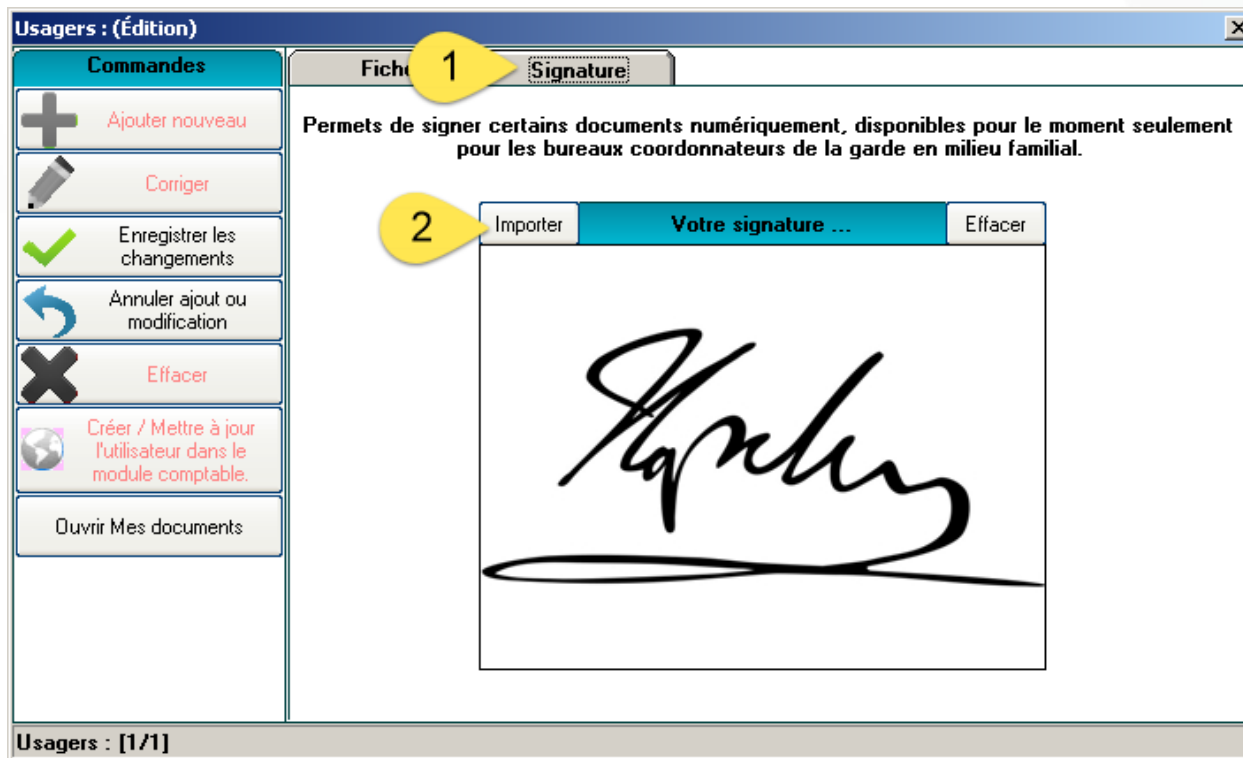 Usagers : (Édition)
Commandes
Ajouter nouveau
Corriger
Enregistrer les
changements
Annuler ajout ou
modification
Effacer
Créer / Mettre à jour
l'utilisateur dans le
module comptable.
Ouvrir Mes documents
Fiche
1
Signature
Permets de signer certains documents numériquement, disponibles pour le moment seulement
pour les bureaux coordonnateurs de la garde en milieu familial.
2
Importer
Votre signature ...
Effacer
Usagers : [1/1]